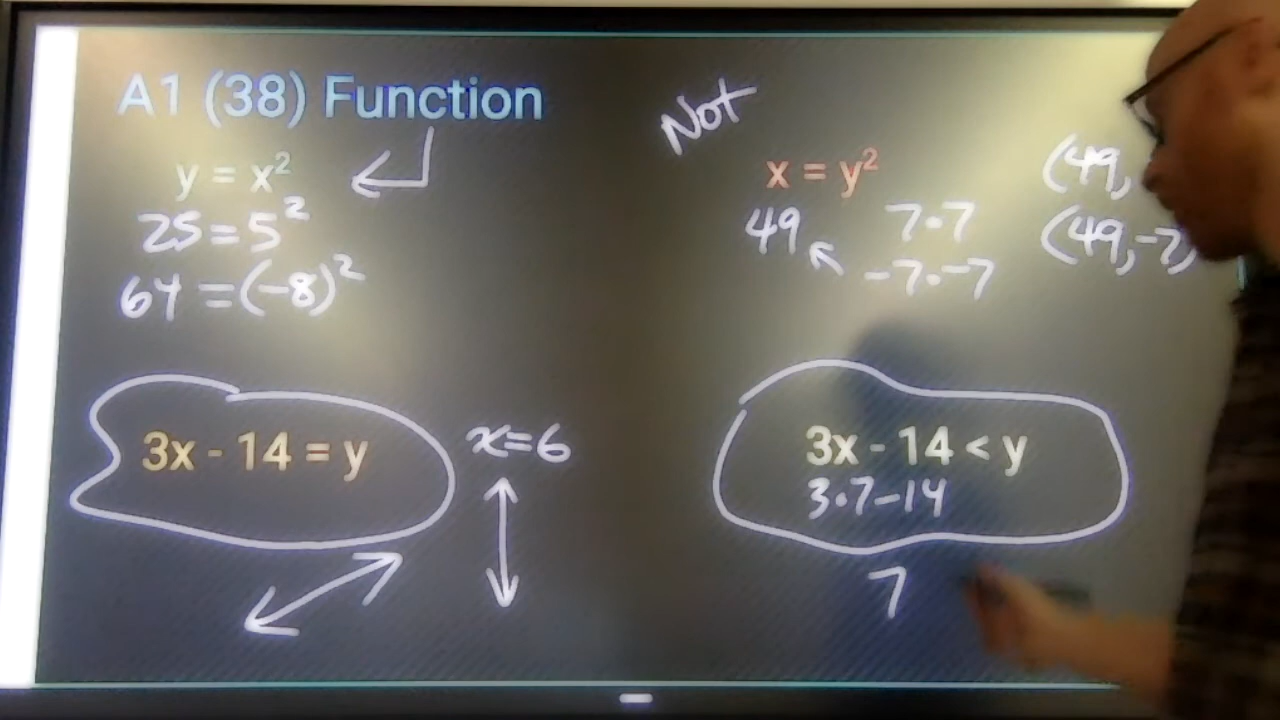 A1 (38) Function
Not
y = x²
x = y²
(49,
25=5²
49
7·7
(49,-7)
64=(-8)²
-7·-7
3x - 14 = y
x=6
3x - 14 < y
3·7-14
7